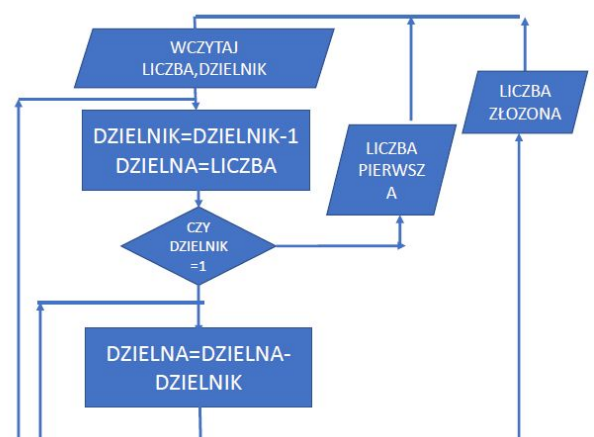 WCZYTAJ
LICZBA,DZIELNIK
LICZBA
ZŁOZONA
DZIELNIK=DZIELNIK-1
DZIELNA=LICZBA
LICZBA
PIERWSZ
A
CZY
DZIELNIK
=1
DZIELNA=DZIELNA-
DZIELNIK